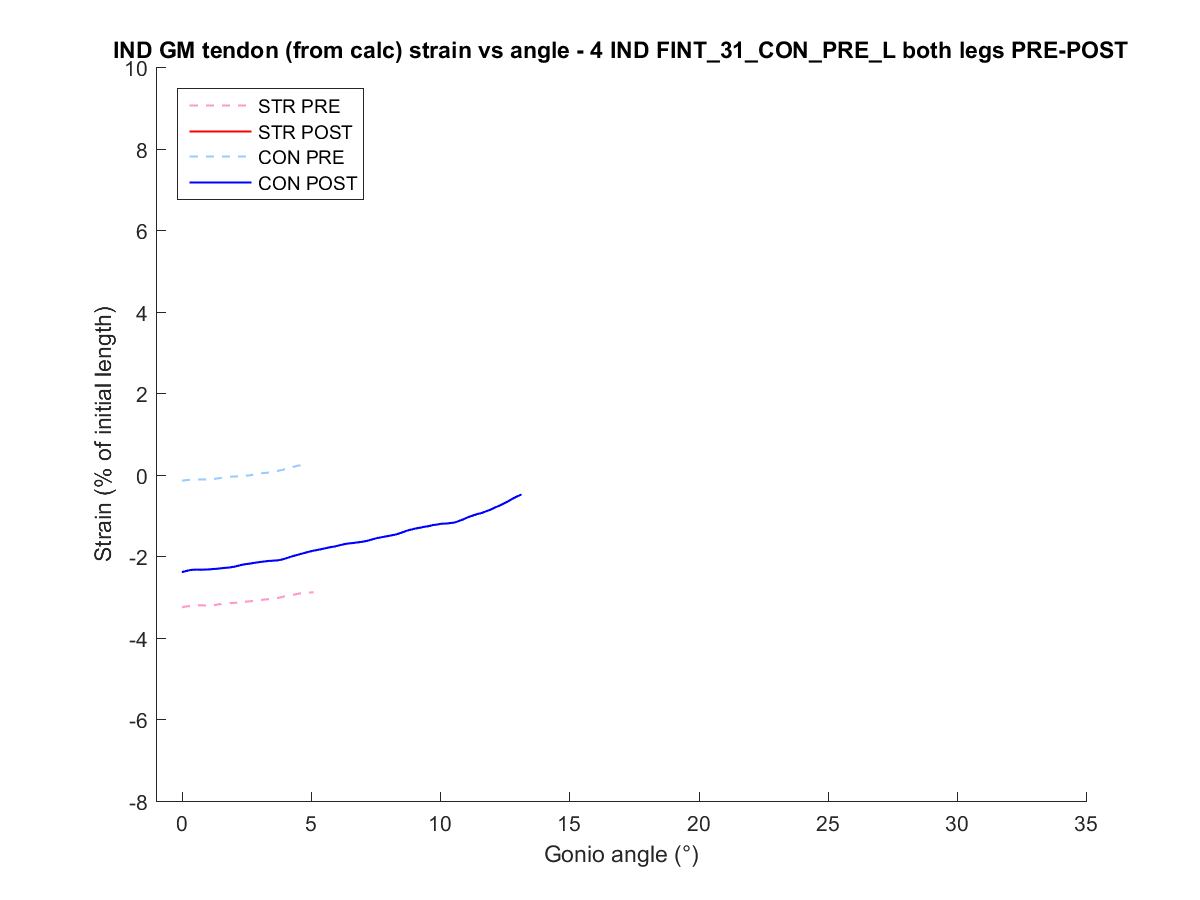 IND GM tendon (from calc) strain vs angle - 4 IND FINT_31_CON_PRE_L both legs PRE-POST
10
8
6
4
2
0
-2
-4
-6
-8
STR PRE
STR POST
CON PRE
CON POST
Strain (% of initial length)
0 5 10 15 20 25 30 35
Gonio angle (°)